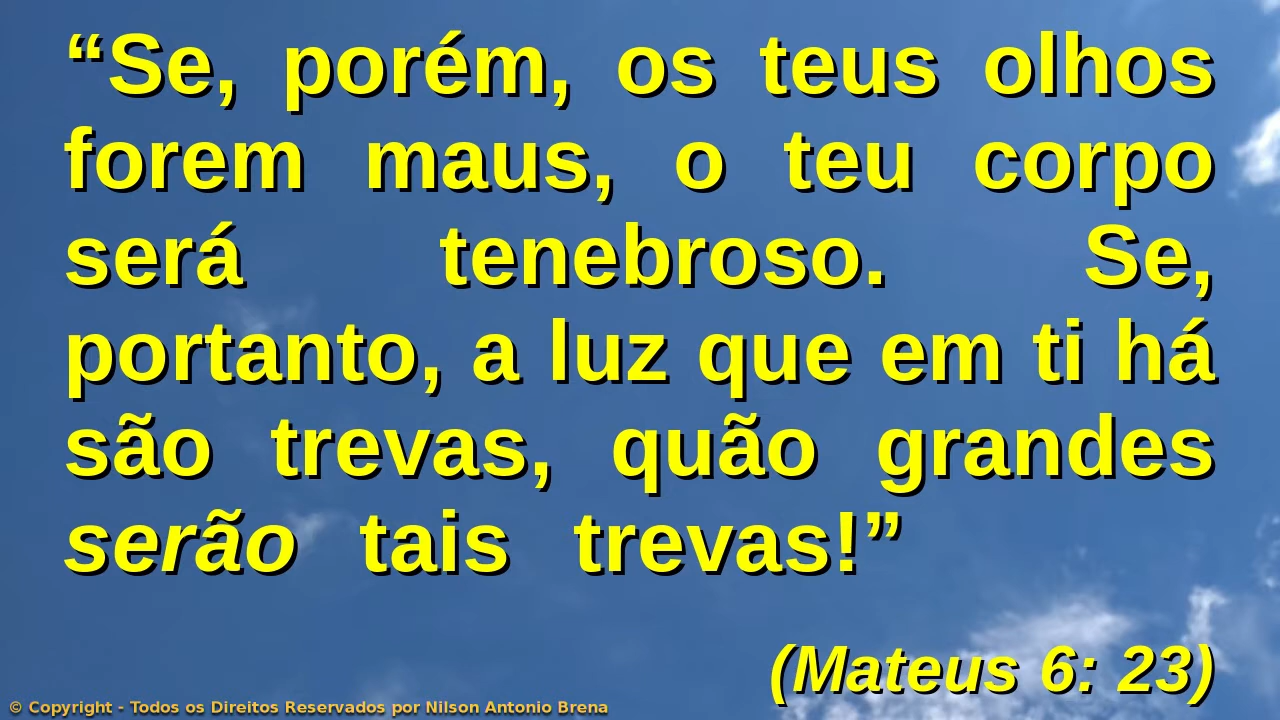 “Se, porém, os teus olhos
forem maus, o teu corpo
será tenebroso. Se,
portanto, a luz que em ti há
são trevas, quão grandes
serão tais trevas!”
(Mateus 6: 23)
© Copyright - Todos os Direitos Reservados por Nilson Antonio Brena